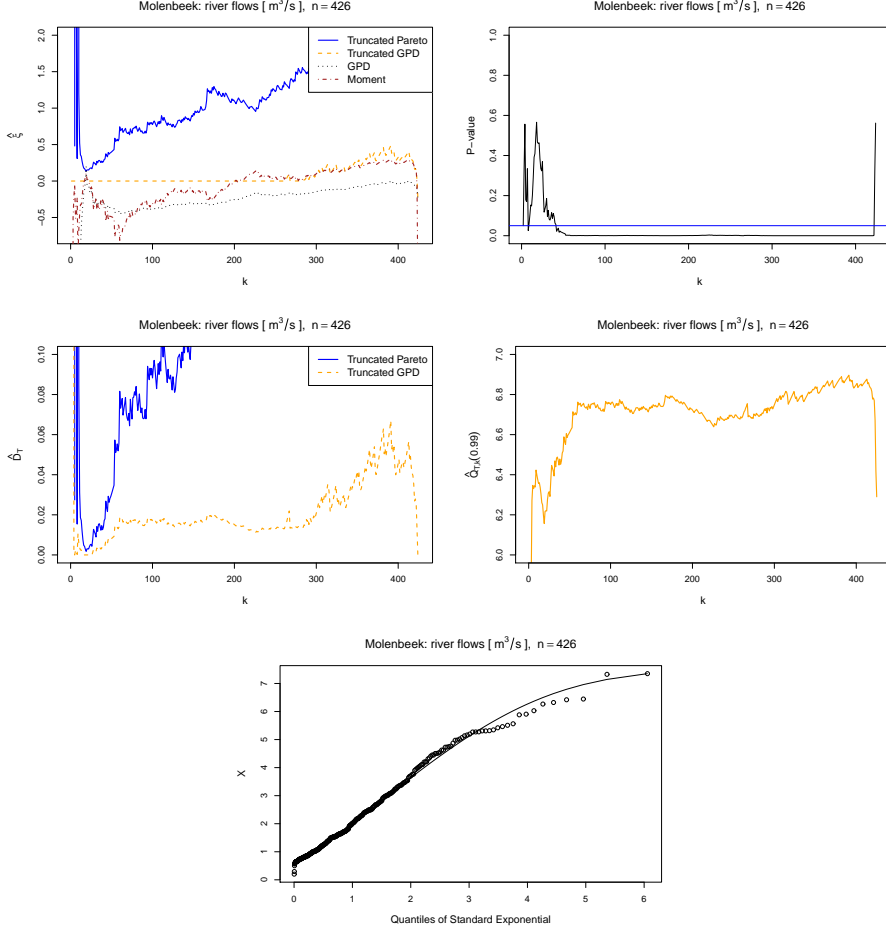 Molenbeek: river flows [ m³/s ], n = 426
ξ̂
2.0
1.5
1.0
0.5
0.0
−0.5
0
100
200
300
400
k
Truncated Pareto
Truncated GPD
GPD
Moment
Molenbeek: river flows [ m³/s ], n = 426
P−value
1.0
0.8
0.6
0.4
0.2
0.0
0
100
200
300
400
k
Molenbeek: river flows [ m³/s ], n = 426
D̂T
0.10
0.08
0.06
0.04
0.02
0.00
0
100
200
300
400
k
Truncated Pareto
Truncated GPD
Molenbeek: river flows [ m³/s ], n = 426
Q̂T,k(0.99)
7.0
6.8
6.6
6.4
6.2
6.0
0
100
200
300
400
k
Molenbeek: river flows [ m³/s ], n = 426
X
7
6
5
4
3
2
1
0
0
1
2
3
4
5
6
Quantiles of Standard Exponential